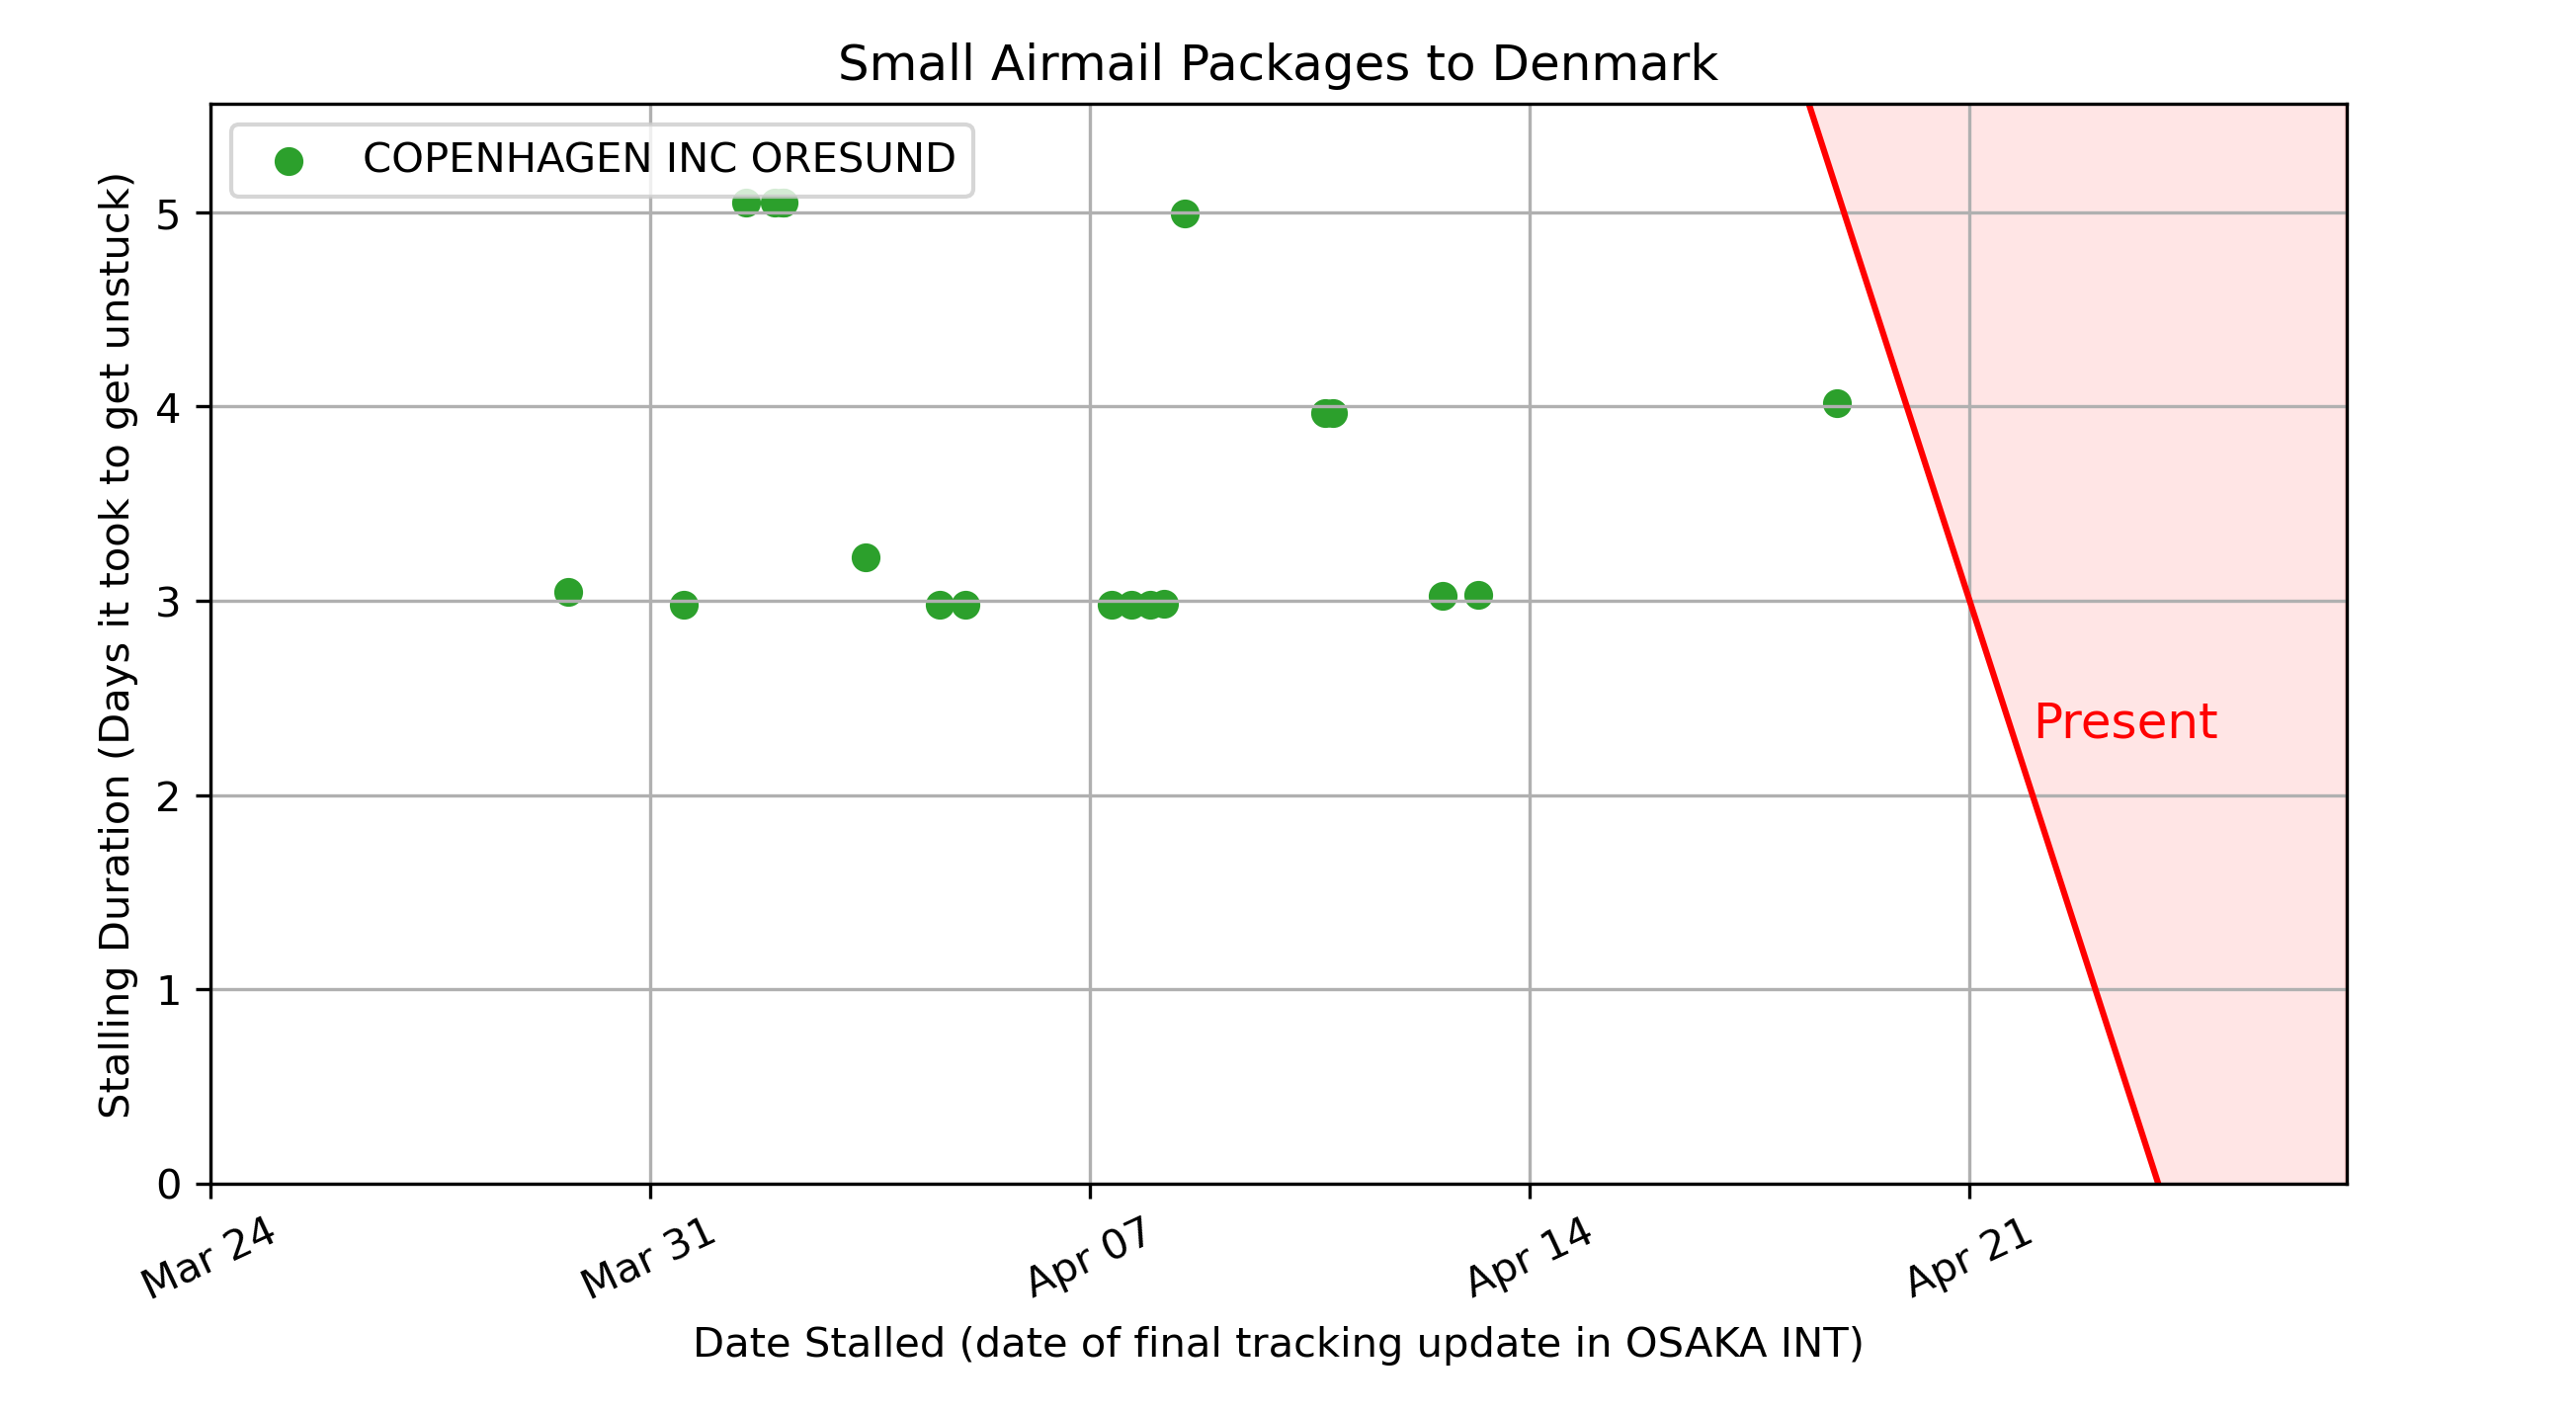 Small Airmail Packages to Denmark
COPENHAGEN INC ORESUND
Stalling Duration (Days it took to get unstuck)
5
4
3
2
1
0
Present
Mar 24
Mar 31
Apr 07
Apr 14
Apr 21
Date Stalled (date of final tracking update in OSAKA INT)